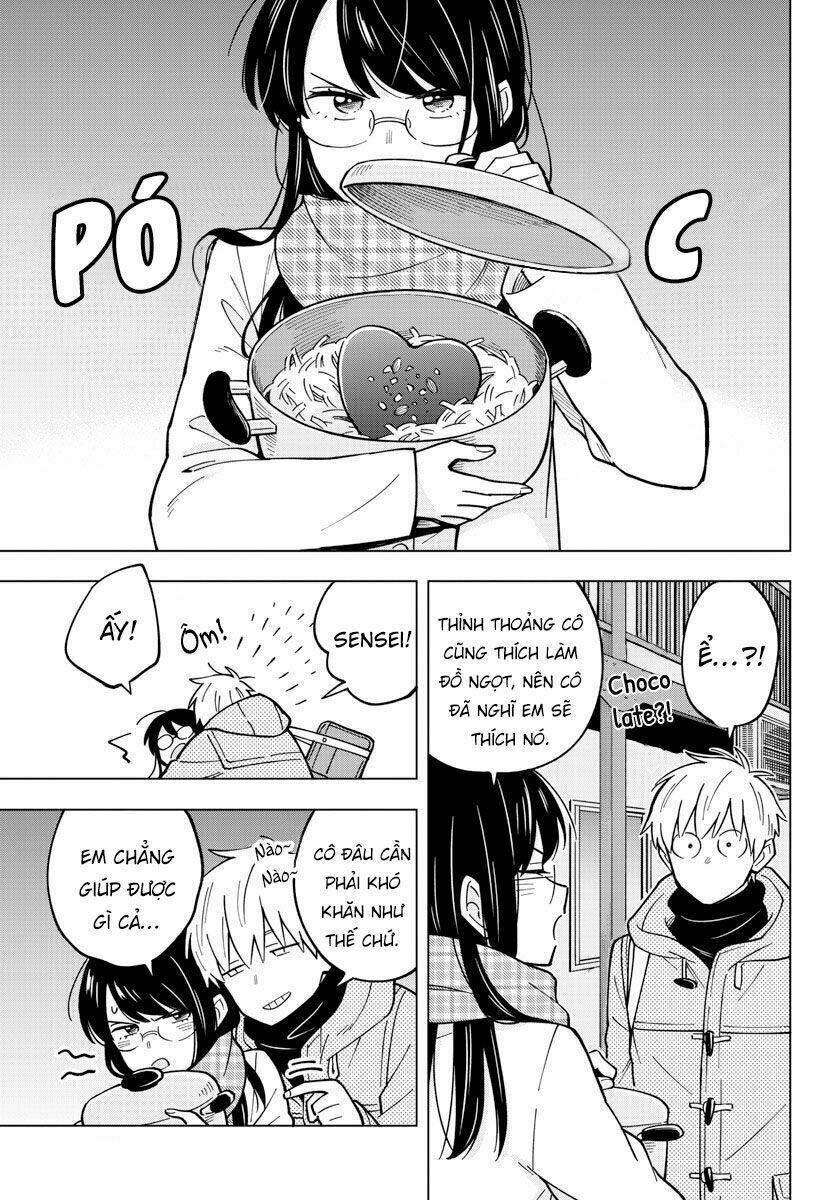 PÓ
C
Ể...?!
Choco
late?!
THỈNH THOẢNG CÔ
CŨNG THÍCH LÀM
ĐỒ NGỌT, NÊN CÔ
ĐÃ NGHĨ EM SẼ
THÍCH NÓ.
SENSEI!
Ôm!
ẤY!
CÔ ĐÂU CẦN
PHẢI KHÓ
KHĂN NHƯ
THẾ CHỨ.
Nào~
Nào~
EM CHẲNG
GIÚP ĐƯỢC
GÌ CẢ...